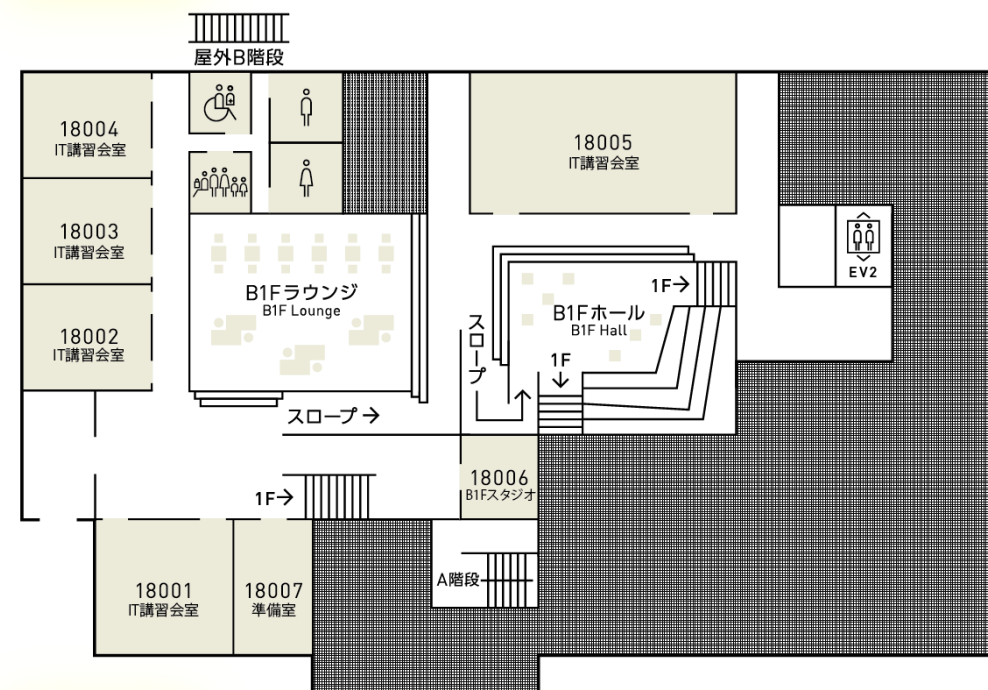 屋外B階段
18004
IT講習会室
18005
IT講習会室
18003
IT講習会室
EV2
B1Fラウンジ
B1F Lounge
1F→
B1Fホール
B1F Hall
18002
IT講習会室
スロープ
1F
↓
スロープ →
18006
B1Fスタジオ
1F→
A階段
18001
IT講習会室
18007
準備室